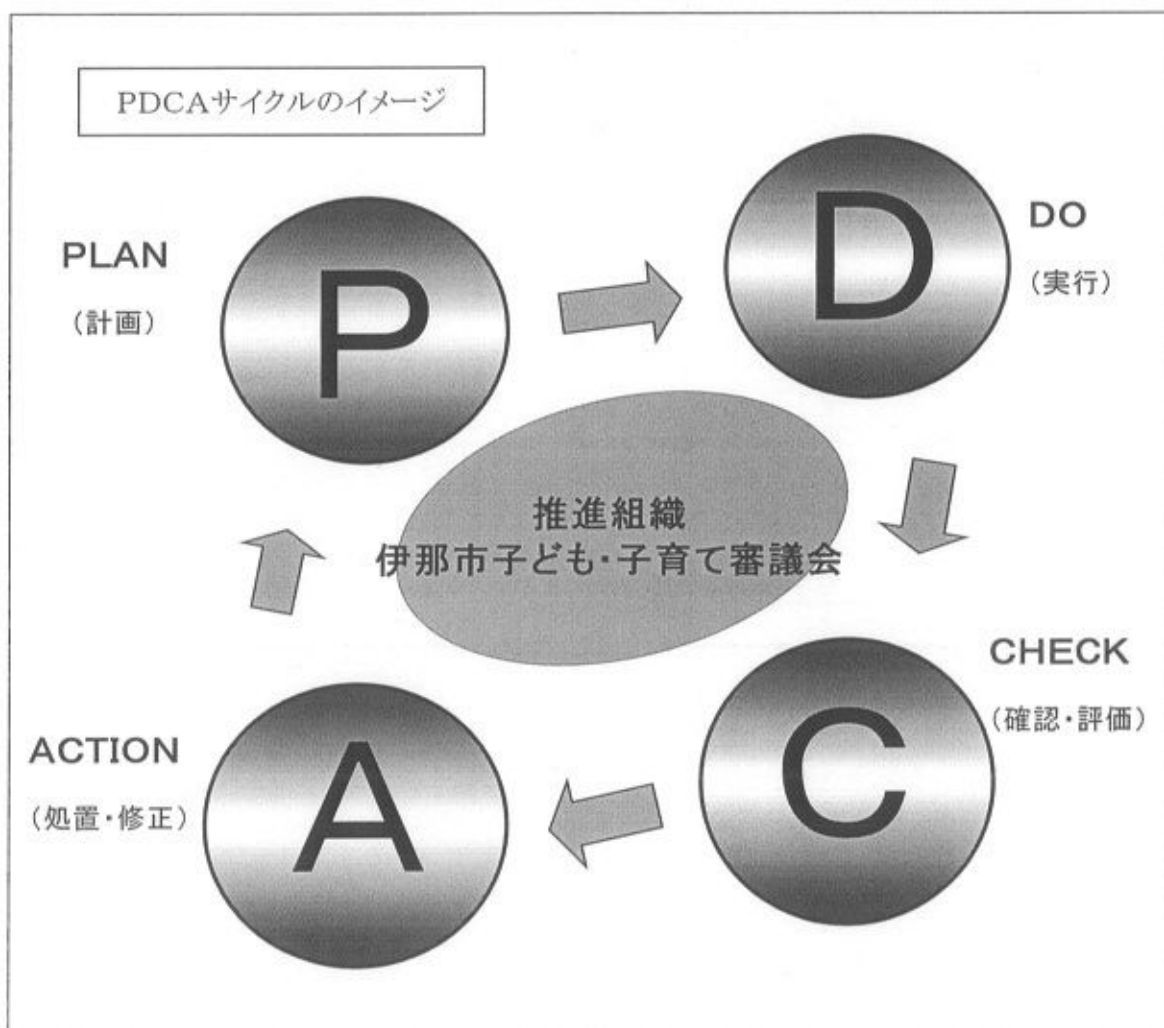 PDCAサイクルのイメージ
PLAN
(計画)
P
D
DO
(実行)
推進組織
伊那市子ども・子育て審議会
ACTION
(処置・修正)
A
C
CHECK
(確認・評価)